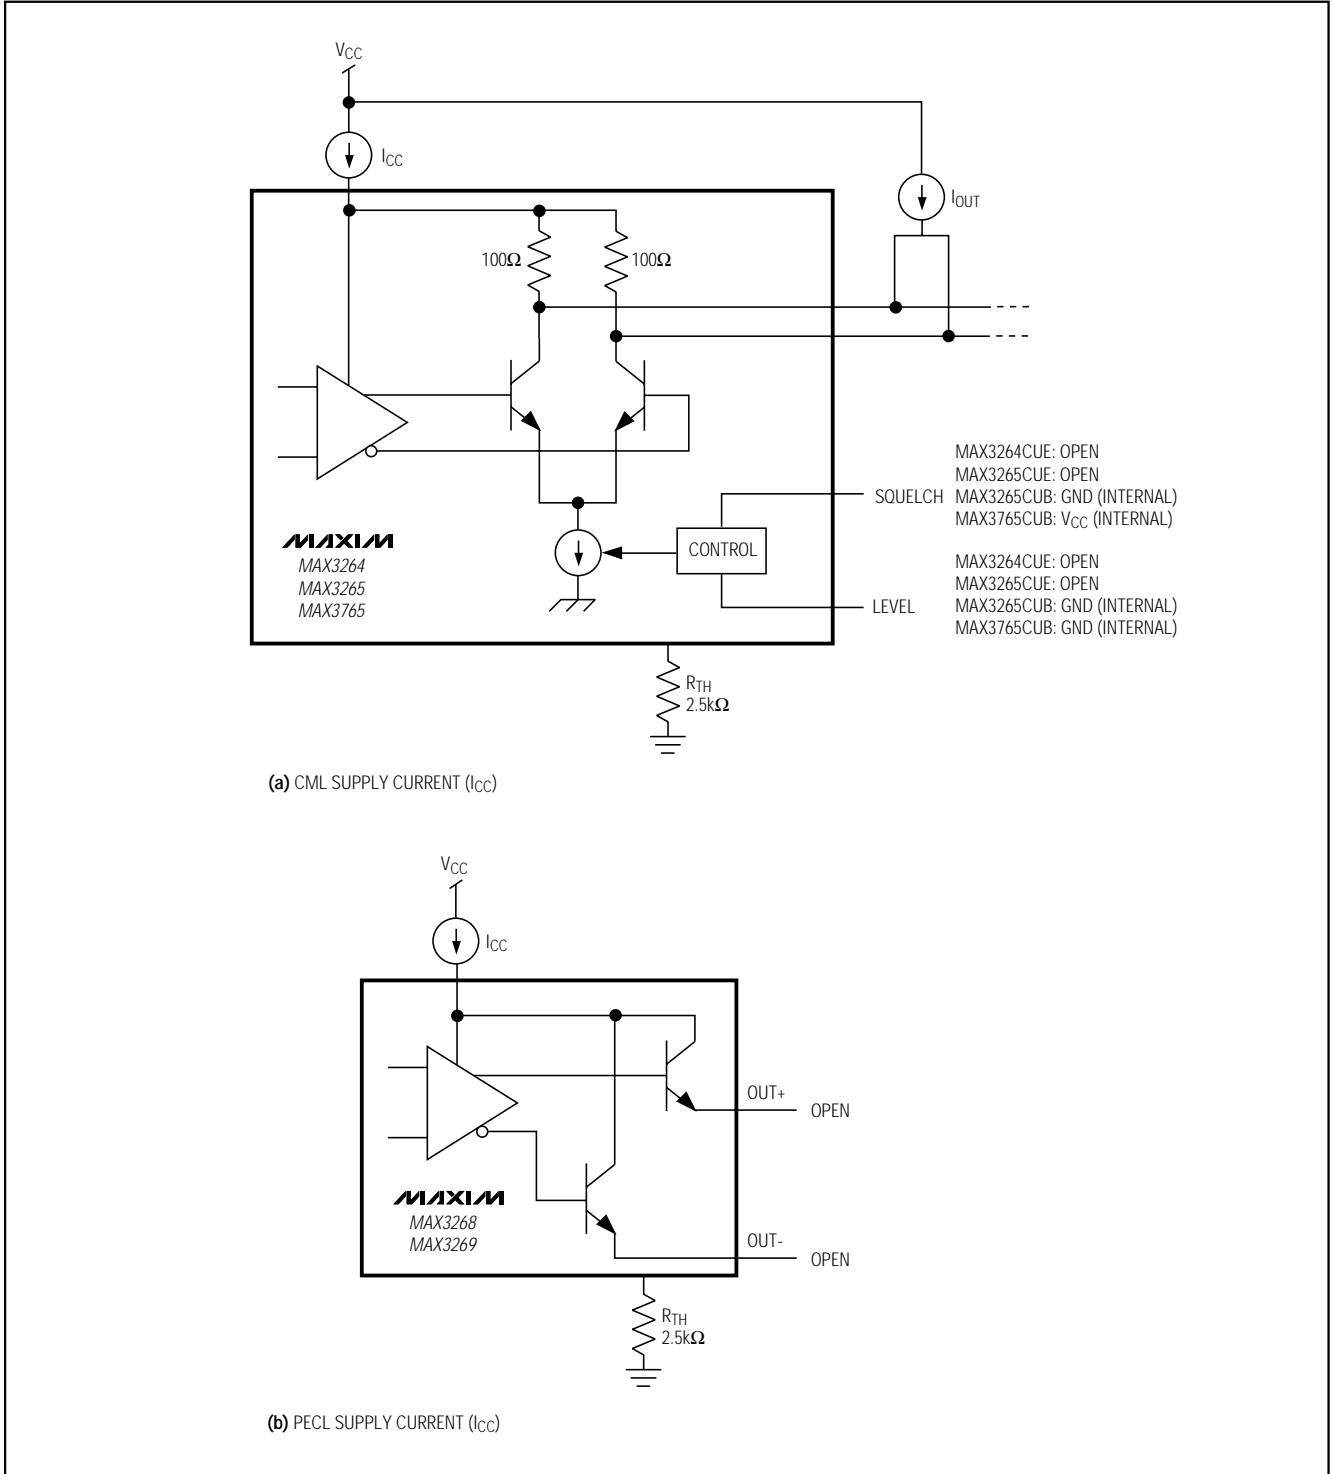 VCC
ICC
IOUT
100Ω 100Ω
MAX3264CUE: OPEN
MAX3265CUE: OPEN
SQUELCH MAX3265CUB: GND (INTERNAL)
MAX3765CUB: VCC (INTERNAL)
MAXIM
MAX3264
MAX3265
MAX3765
CONTROL
MAX3264CUE: OPEN
MAX3265CUE: OPEN
LEVEL MAX3265CUB: GND (INTERNAL)
MAX3765CUB: GND (INTERNAL)
RTH
2.5kΩ
(a) CML SUPPLY CURRENT (ICC)
VCC
ICC
OUT+ OPEN
MAXIM
MAX3268
MAX3269
OUT- OPEN
RTH
2.5kΩ
(b) PECL SUPPLY CURRENT (ICC)